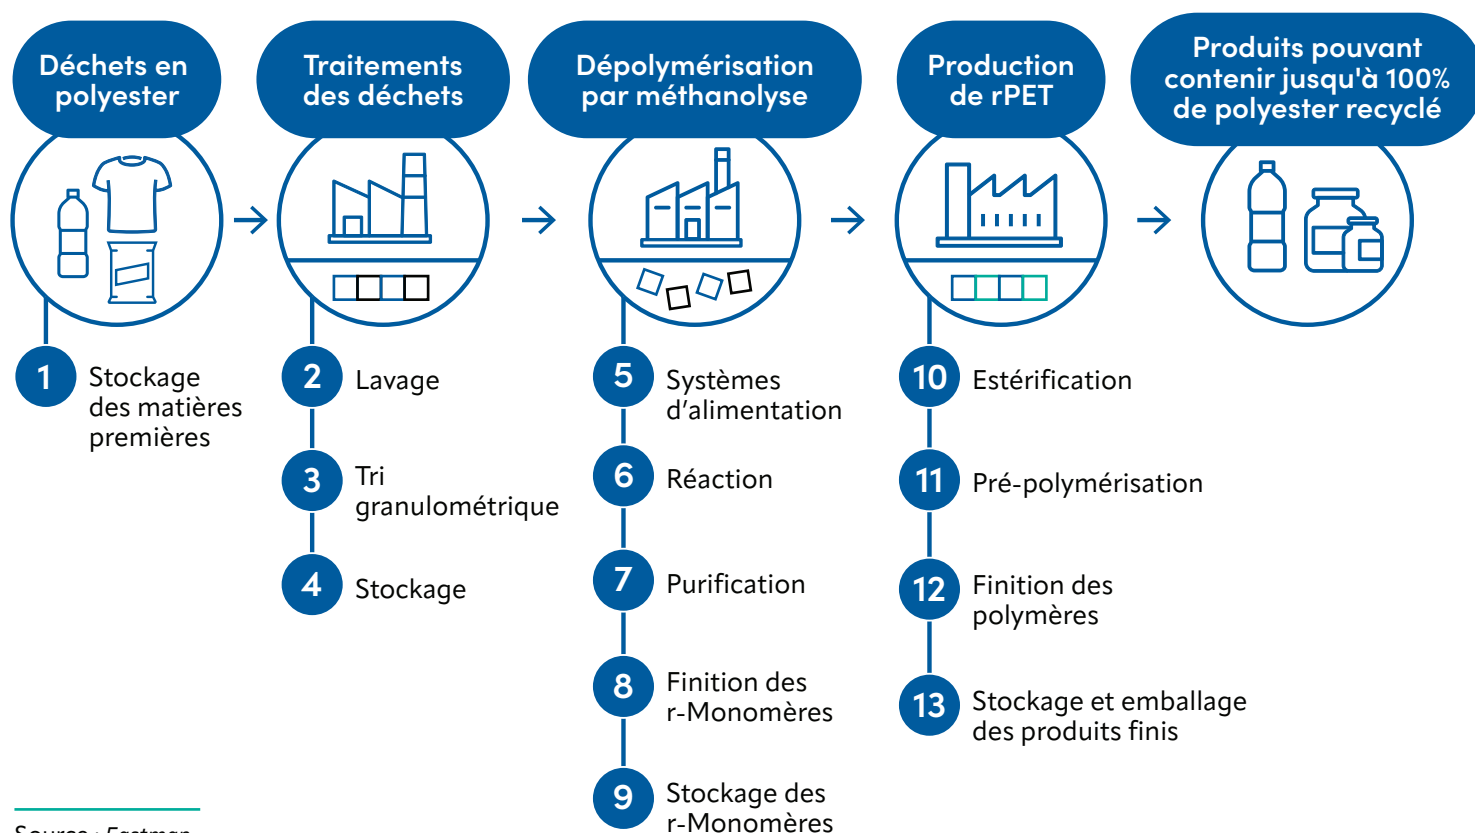 Déchets en
polyester
Traitements
des déchets
Dépolymérisation
par méthanolyse
Production
de rPET
Produits pouvant
contenir jusqu'à 100%
de polyester recyclé
1
Stockage
des matières
premières
2
Lavage
3
Tri
granulométrique
4
Stockage
5
Systèmes
d’alimentation
6
Réaction
7
Purification
8
Finition des
r-Monomères
9
Stockage des
r-Monomères
10
Estérification
11
Pré-polymérisation
12
Finition des
polymères
13
Stockage et emballage
des produits finis
Source : Eastman